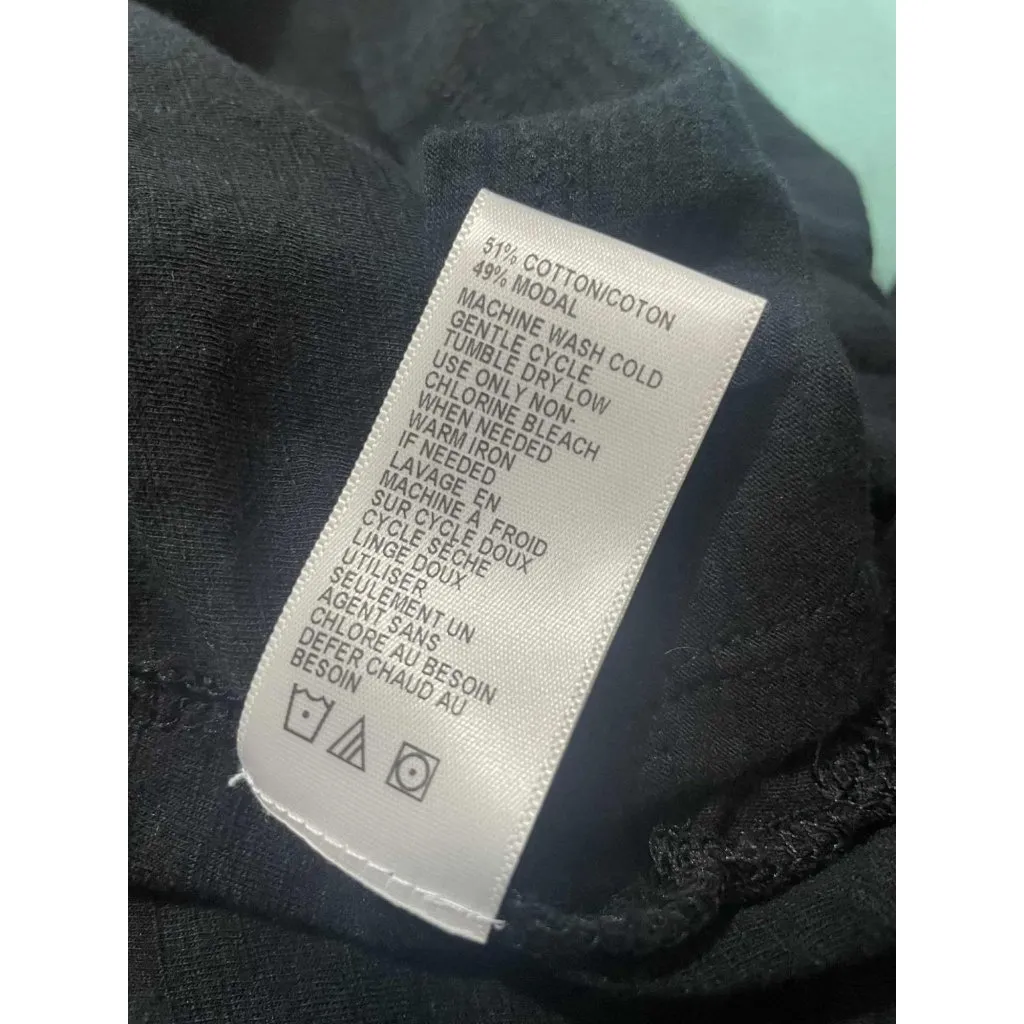 51% COTTON/COTON
49% MODAL
MACHINE WASH COLD
GENTLE CYCLE
TUMBLE DRY LOW
USE ONLY NON-
CHLORINE BLEACH
WHEN NEEDED
WARM IRON
IF NEEDED
LAVAGE EN
MACHINE À FROID
SUR CYCLE DOUX
CYCLE SÈCHE
LINGE DOUX
UTILISER
SEULEMENT UN
AGENT SANS
CHLORE AU BESOIN
DEFER CHAUD AU
BESOIN